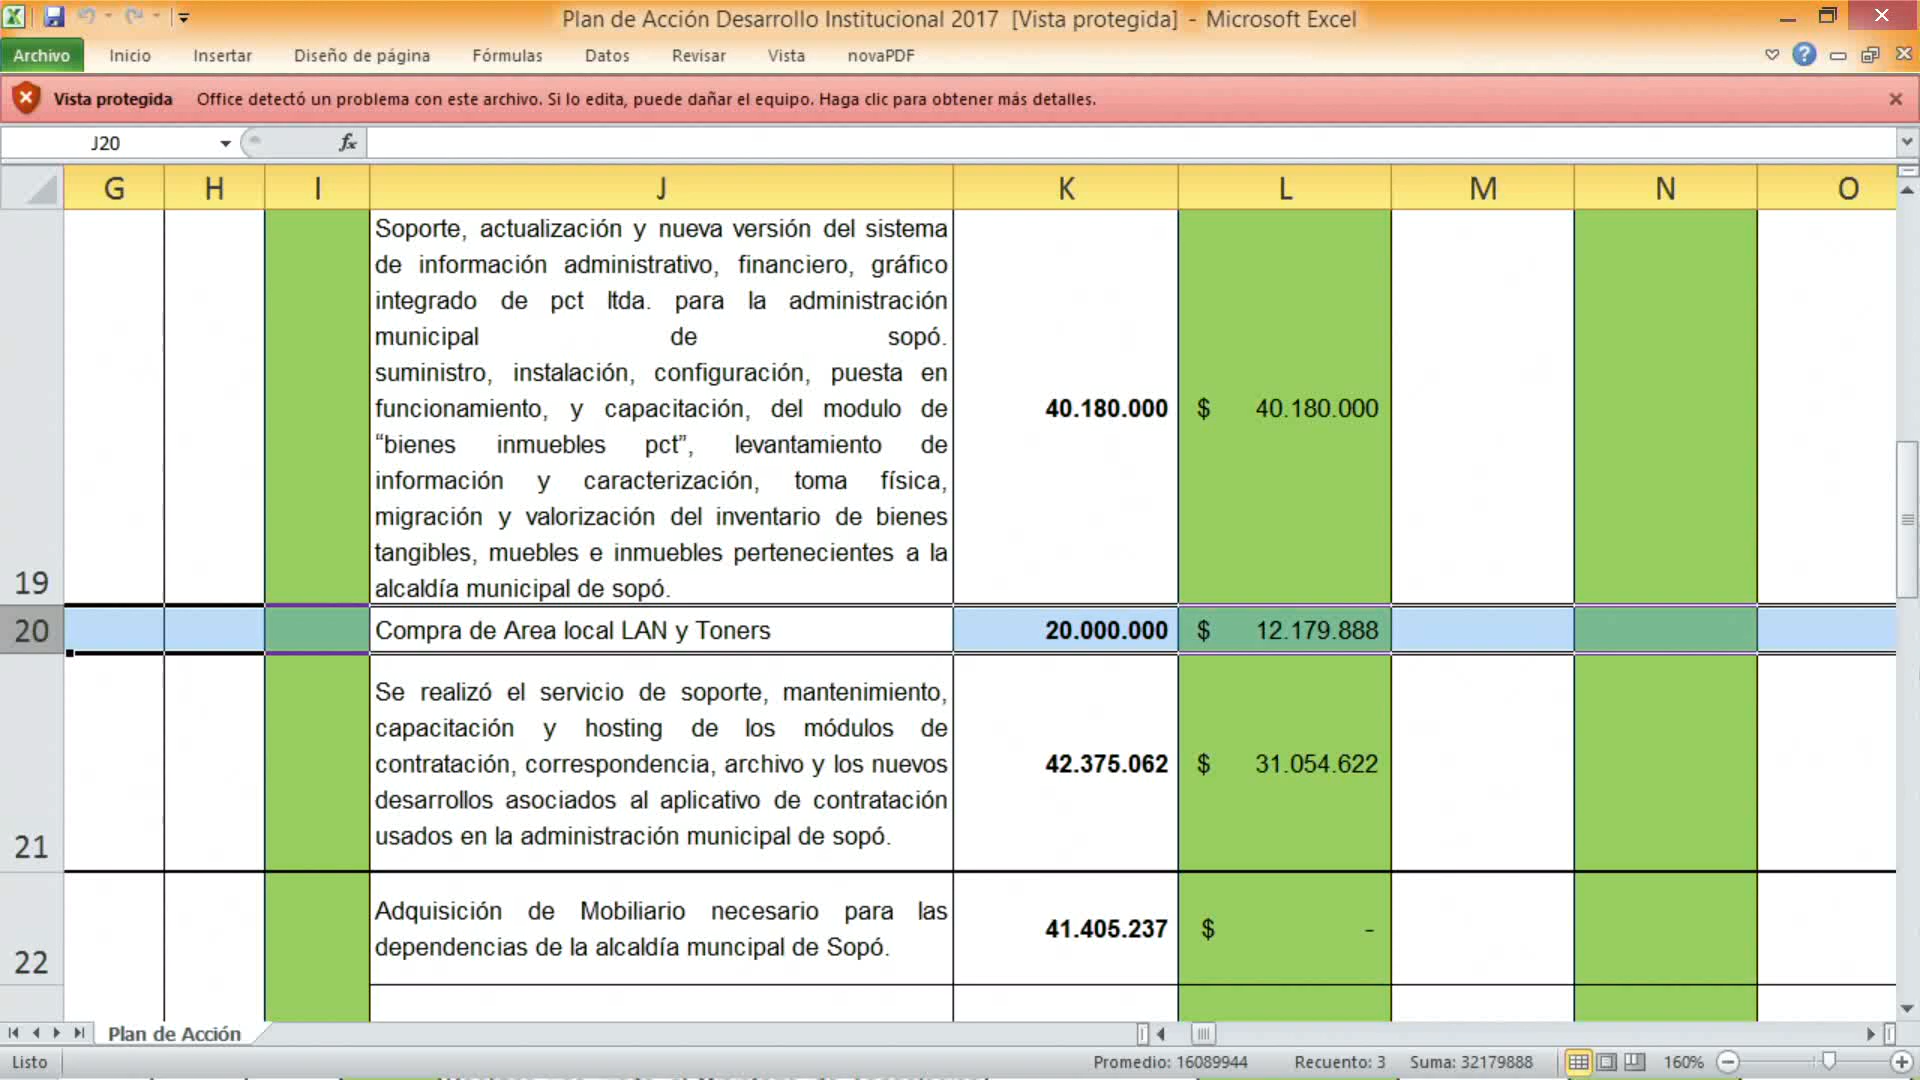 Plan de Acción Desarrollo Institucional 2017 [Vista protegida] - Microsoft Excel
Archivo Inicio Insertar Diseño de página Fórmulas Datos Revisar Vista novaPDF
Vista protegida Office detectó un problema con este archivo. Si lo edita, puede dañar el equipo. Haga clic para obtener más detalles.
J20 fx
G H I J K L M N O
Soporte, actualización y nueva versión del sistema
de información administrativo, financiero, gráfico
integrado de pct ltda. para la administración
municipal de sopó.
suministro, instalación, configuración, puesta en
funcionamiento, y capacitación, del modulo de
“bienes inmuebles pct”, levantamiento de
información y caracterización, toma física,
migración y valorización del inventario de bienes
tangibles, muebles e inmuebles pertenecientes a la
alcaldía municipal de sopó.
40.180.000 $ 40.180.000
19
20 Compra de Area local LAN y Toners 20.000.000 $ 12.179.888
Se realizó el servicio de soporte, mantenimiento,
capacitación y hosting de los módulos de
contratación, correspondencia, archivo y los nuevos
desarrollos asociados al aplicativo de contratación
usados en la administración municipal de sopó.
42.375.062 $ 31.054.622
21
Adquisición de Mobiliario necesario para las
dependencias de la alcaldía muncipal de Sopó.
41.405.237 $ -
22
Plan de Acción
Listo Promedio: 16089944 Recuento: 3 Suma: 32179888 160%